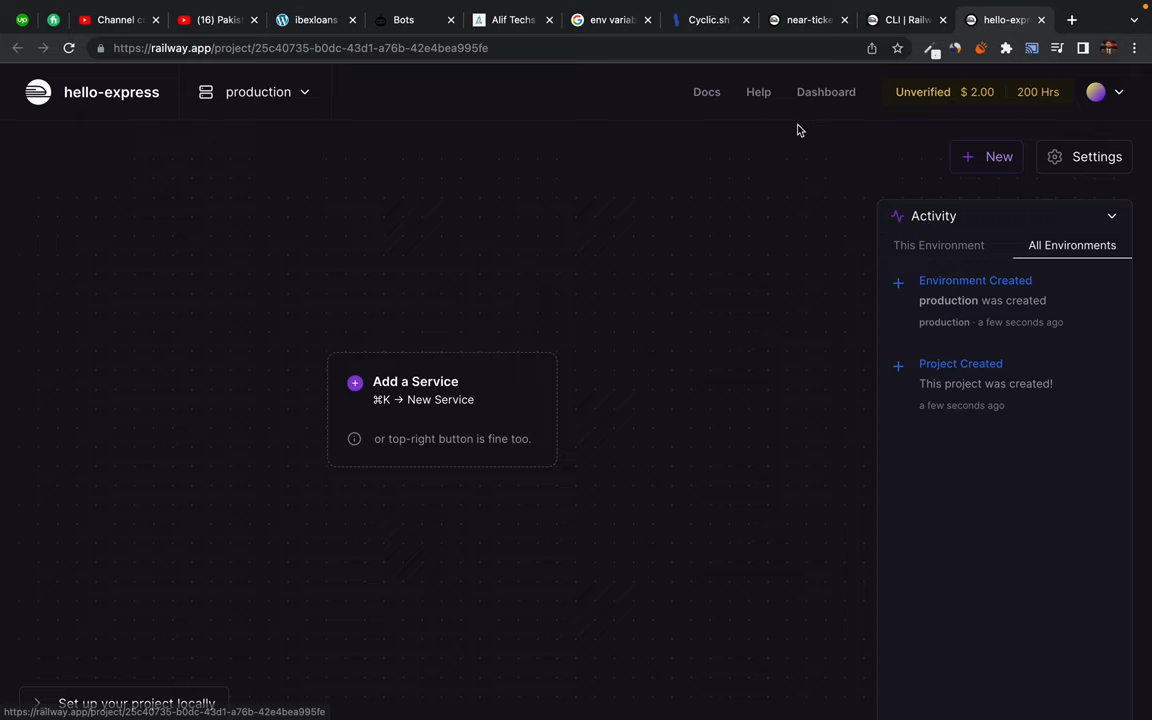 Channel c
(16) Pakis
ibexloans
Bots
Alif Techs
env variab
Cyclic.sh -
near-ticke
CLI | Railw
hello-expr
https://railway.app/project/25c40735-b0dc-43d1-a76b-42e4bea995fe
hello-express
production
Docs
Help
Dashboard
Unverified $ 2.00 200 Hrs
+ New
Settings
Activity
This Environment
All Environments
Environment Created
production was created
production · a few seconds ago
Project Created
This project was created!
a few seconds ago
Add a Service
⌘K → New Service
or top-right button is fine too.
Set up your project locally
https://railway.app/project/25c40735-b0dc-43d1-a76b-42e4bea995fe